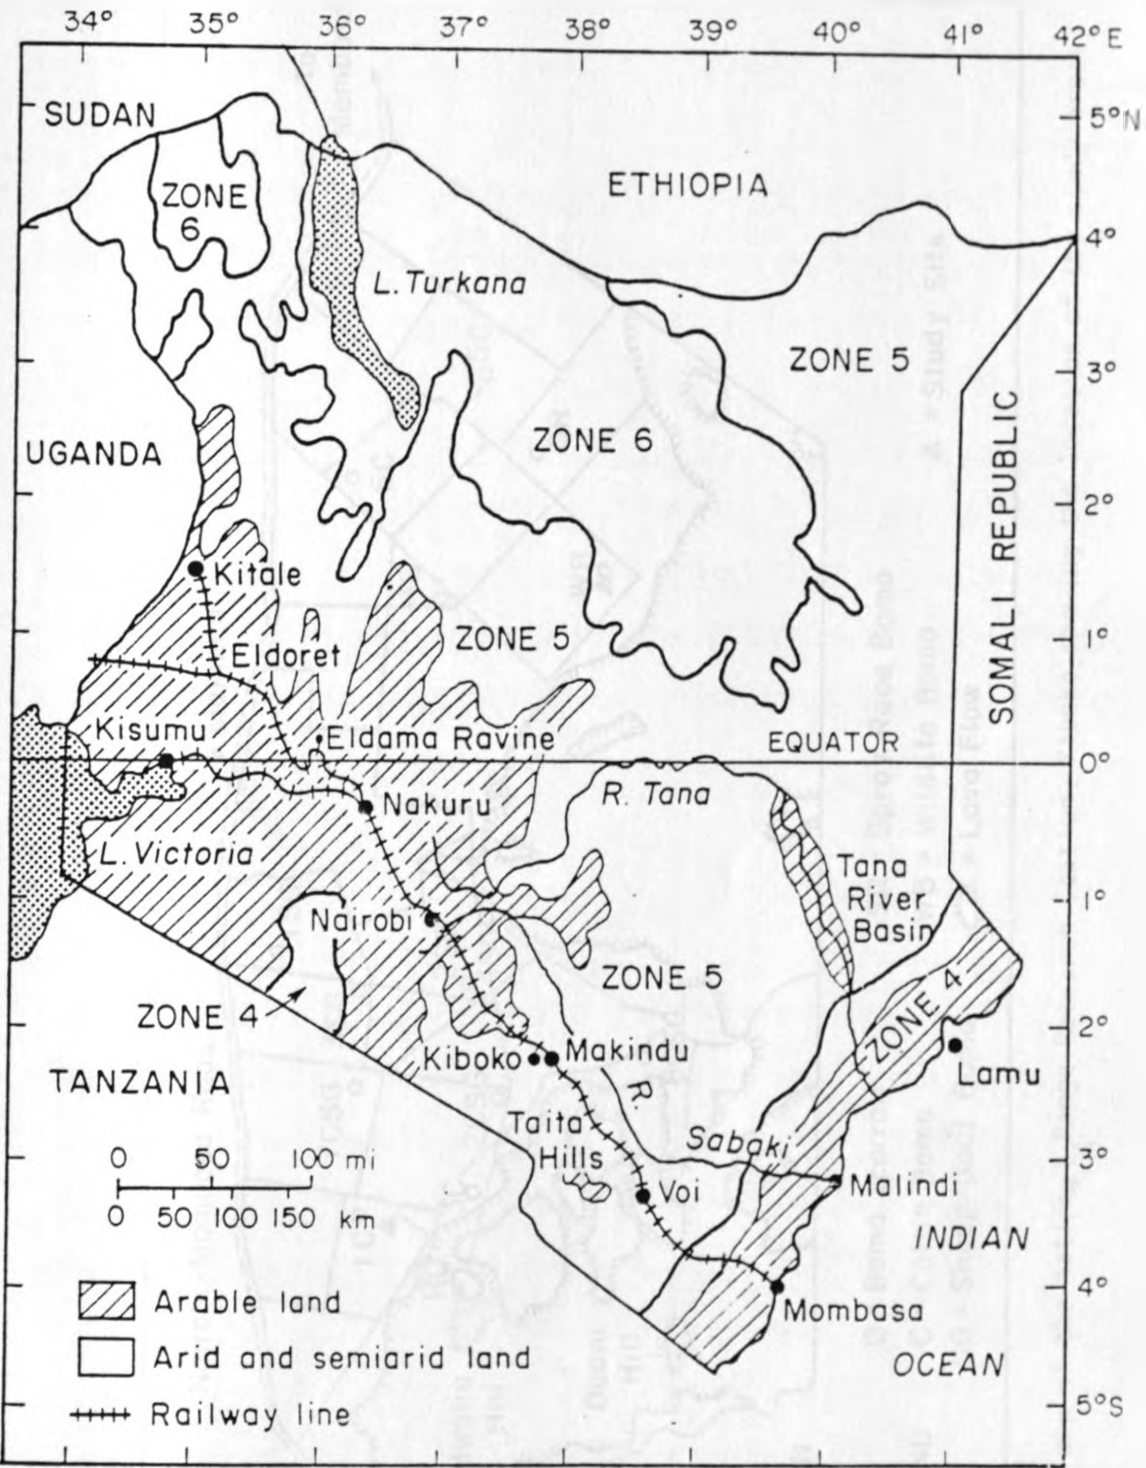 34° 35° 36° 37° 38° 39° 40° 41° 42°E
5°N
SUDAN
ZONE
6
ETHIOPIA
4°
L. Turkana
ZONE 5
3°
ZONE 6
UGANDA
SOMALI REPUBLIC
2°
Kitale
ZONE 5
1°
Eldoret
Kisumu
Eldama Ravine
EQUATOR
0°
R. Tana
Nakuru
L. Victoria
Tana
River
Basin
1°
Nairobi
ZONE 5
ZONE 4
ZONE 4
2°
Kiboko
Makindu
Lamu
TANZANIA
R.
Sabaki
Taita
Hills
3°
0 50 100 mi
0 50 100 150 km
Voi
Malindi
INDIAN
OCEAN
4°
Mombasa
Arable land
Arid and semiarid land
Railway line
5°S